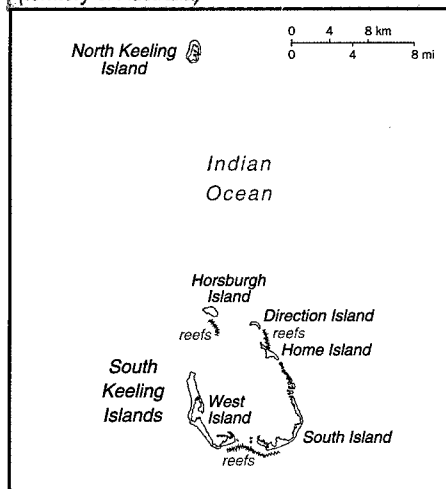 North Keeling
Island
0 4 8 km
0 4 8 mi
Indian
Ocean
Horsburgh
Island
reefs
Direction Island
reefs
Home Island
South
Keeling
Islands
West
Island
South Island
reefs